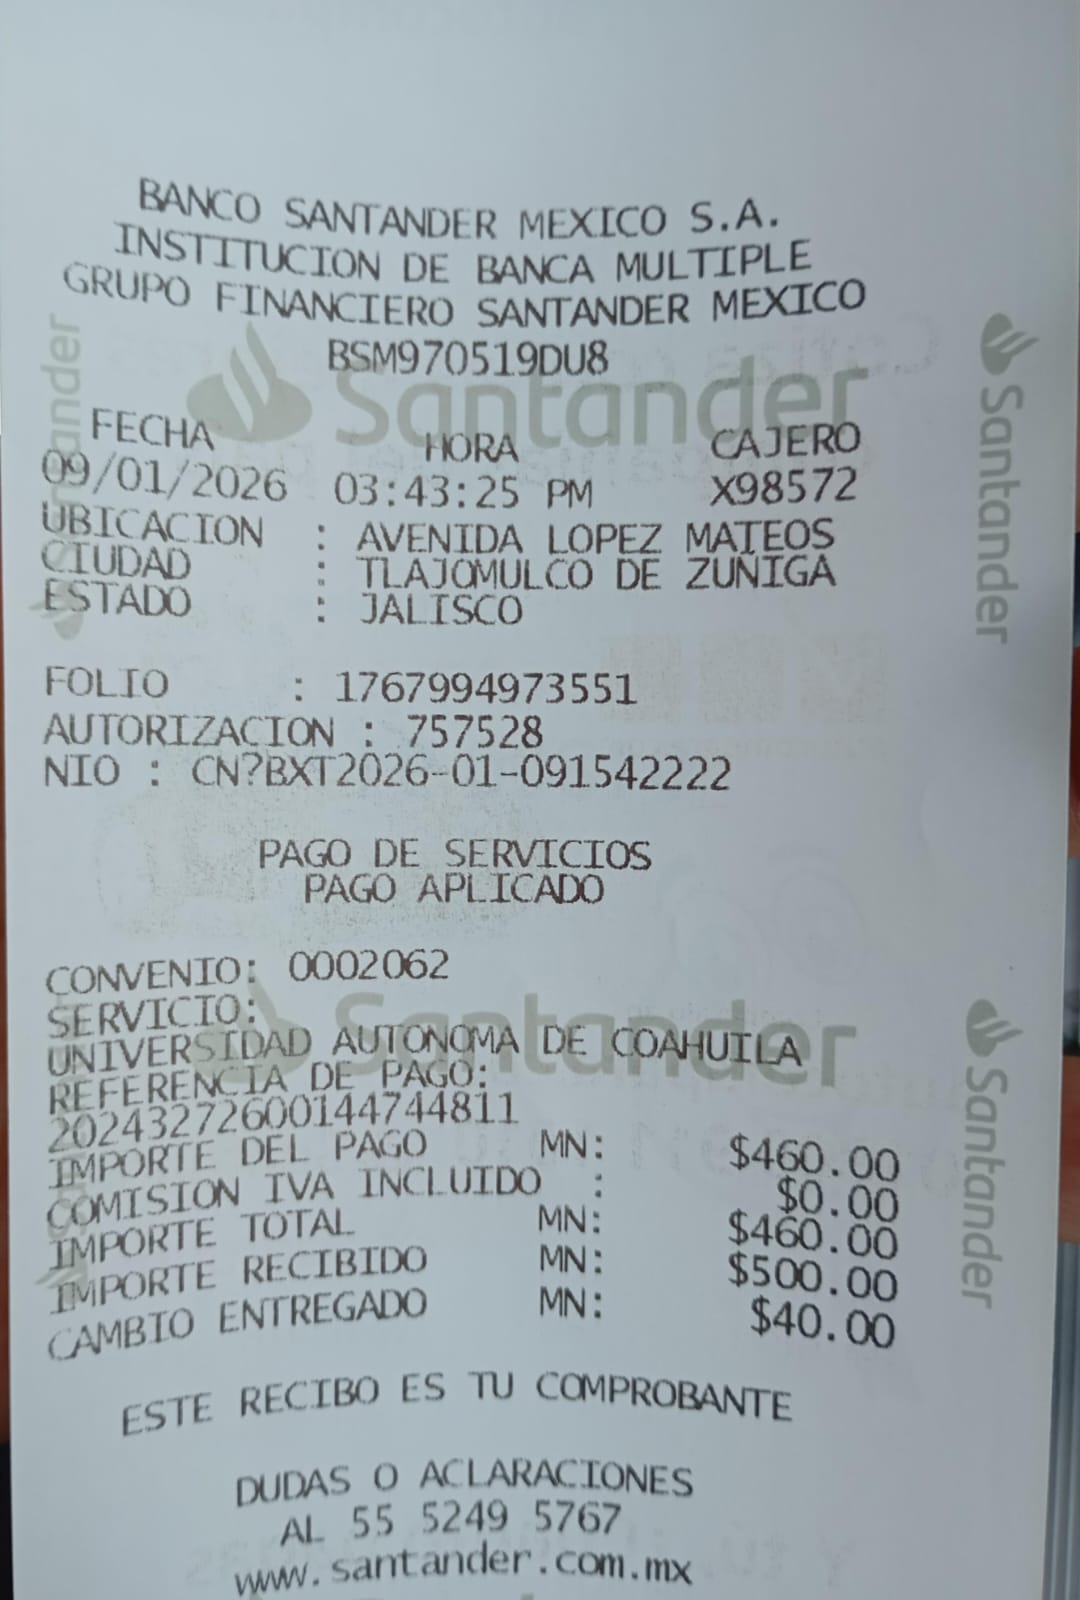 BANCO SANTANDER MEXICO S.A.
INSTITUCION DE BANCA MULTIPLE
GRUPO FINANCIERO SANTANDER MEXICO
BSM970519DU8
Santander
Santander
Santander
FECHA HORA CAJERO
09/01/2026 03:43:25 PM X98572
UBICACION : AVENIDA LOPEZ MATEOS
CIUDAD : TLAJOMULCO DE ZUÑIGA
ESTADO : JALISCO
FOLIO : 1767994973551
AUTORIZACION : 757528
NIO : CN?BXT2026-01-091542222
PAGO DE SERVICIOS
PAGO APLICADO
CONVENIO: 0002062
SERVICIO:
Santander
Santander
UNIVERSIDAD AUTONOMA DE COAHUILA
REFERENCIA DE PAGO:
20243272600144744811
IMPORTE DEL PAGO MN: $460.00
COMISION IVA INCLUIDO : $0.00
IMPORTE TOTAL MN: $460.00
IMPORTE RECIBIDO MN: $500.00
CAMBIO ENTREGADO MN: $40.00
ESTE RECIBO ES TU COMPROBANTE
DUDAS O ACLARACIONES
AL 55 5249 5767
www.santander.com.mx